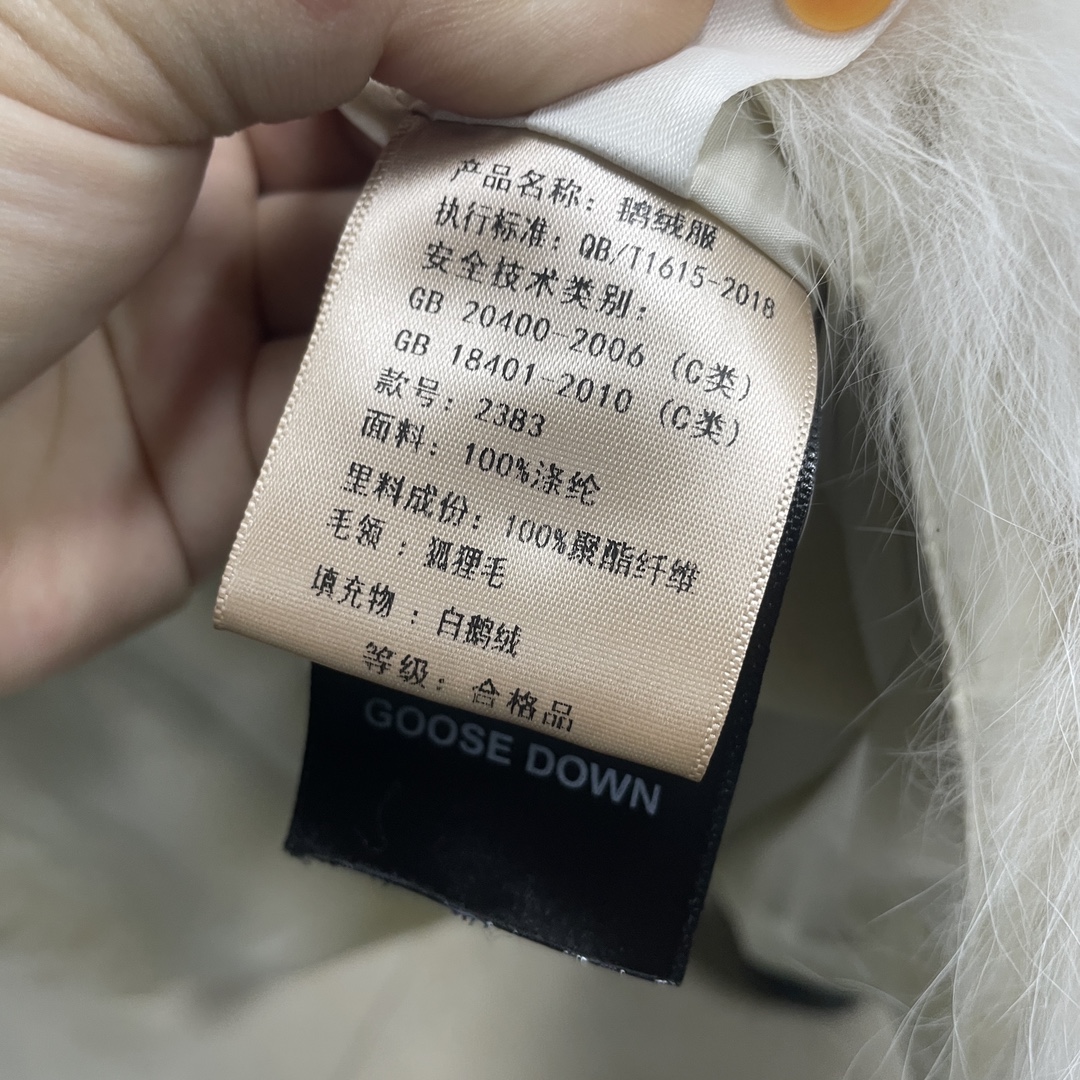 产品名称：鹅绒服
执行标准：QB/T1615-2018
安全技术类别：
GB 20400-2006 (C类)
GB 18401-2010 (C类)
款号：2383
面料：100%涤纶
里料成份：100%聚酯纤维
毛领：狐狸毛
填充物：白鹅绒
等级：合格品
GOOSE DOWN